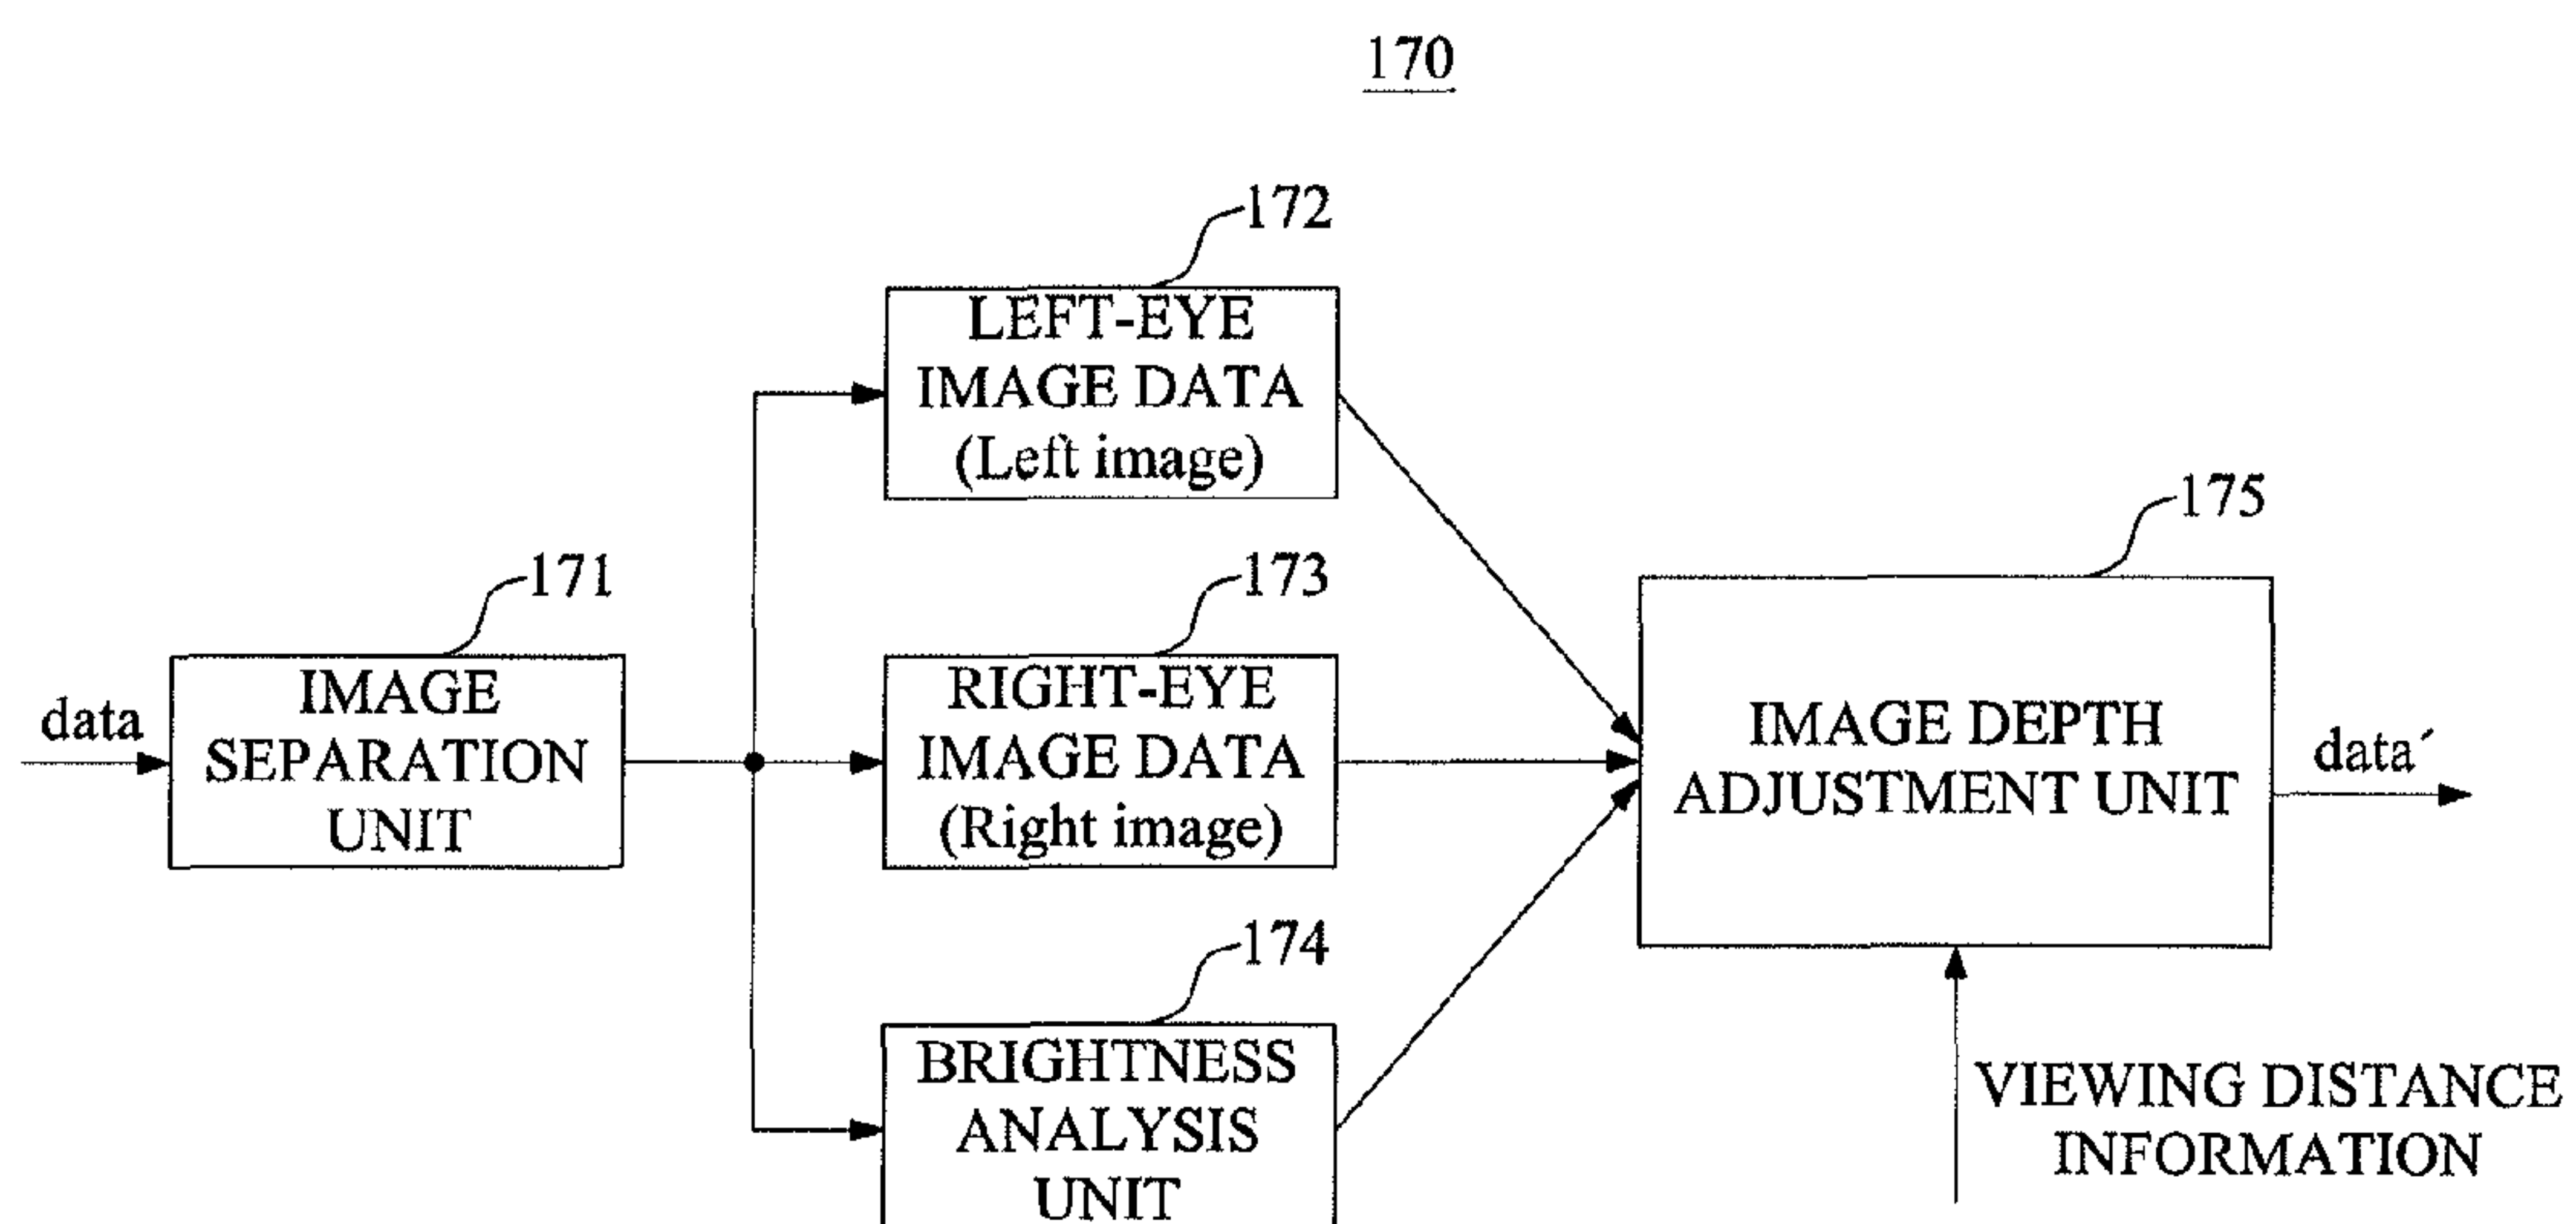 170
172
LEFT-EYE
IMAGE DATA
(Left image)
175
171
173
IMAGE
SEPARATION
UNIT
data
RIGHT-EYE
IMAGE DATA
(Right image)
IMAGE DEPTH
ADJUSTMENT UNIT
data´
174
BRIGHTNESS
ANALYSIS
UNIT
VIEWING DISTANCE
INFORMATION